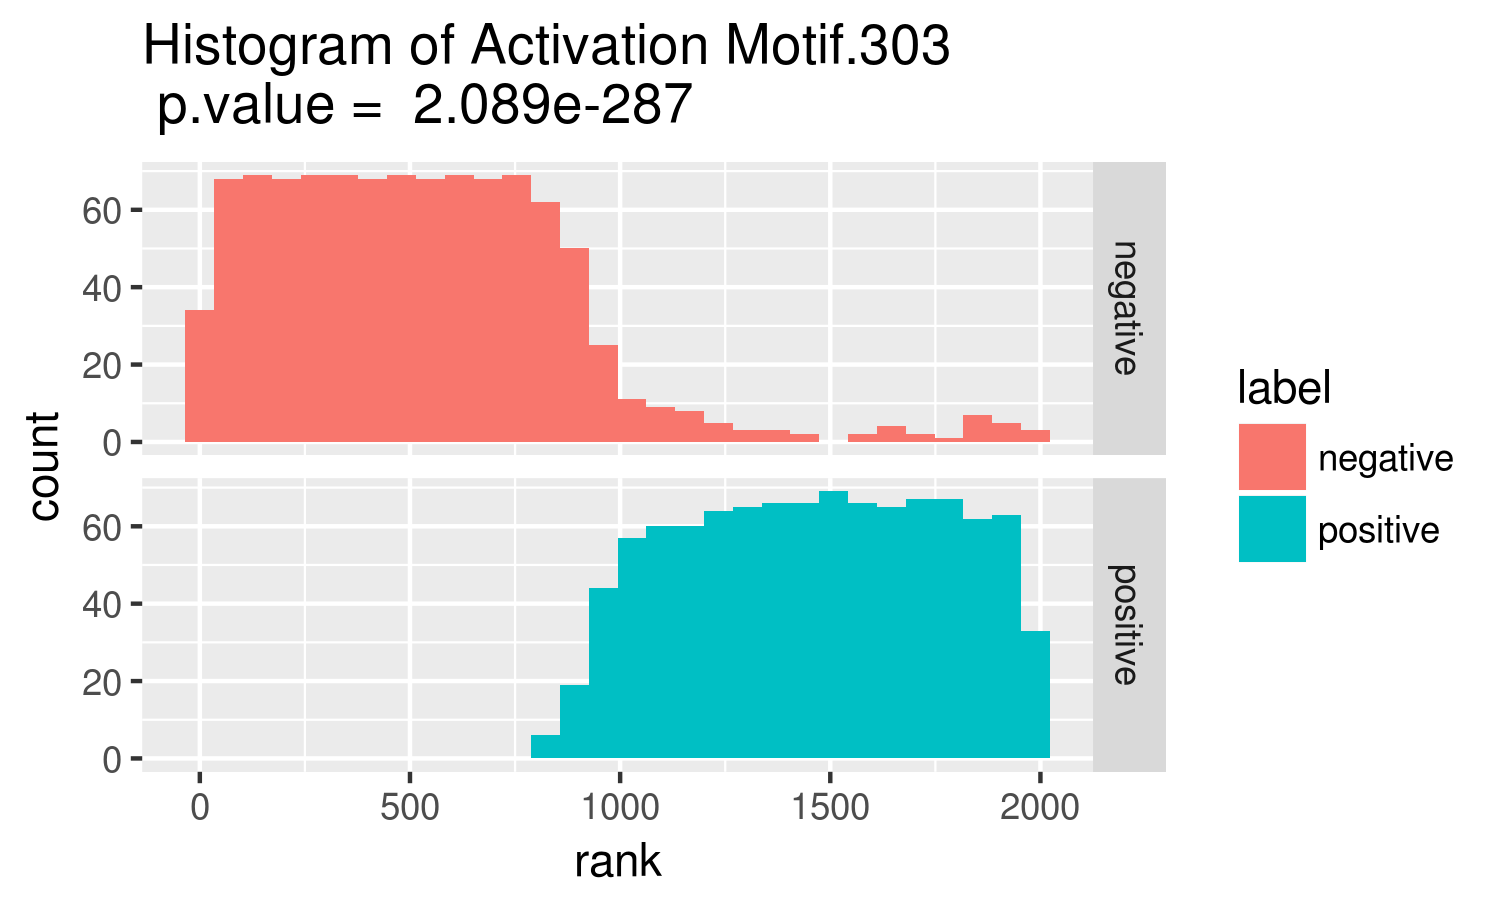 Histogram of Activation Motif.303
p.value =  2.089e-287
60
40
20
0
negative
60
40
20
0
positive
0 500 1000 1500 2000
rank
count
label
negative
positive